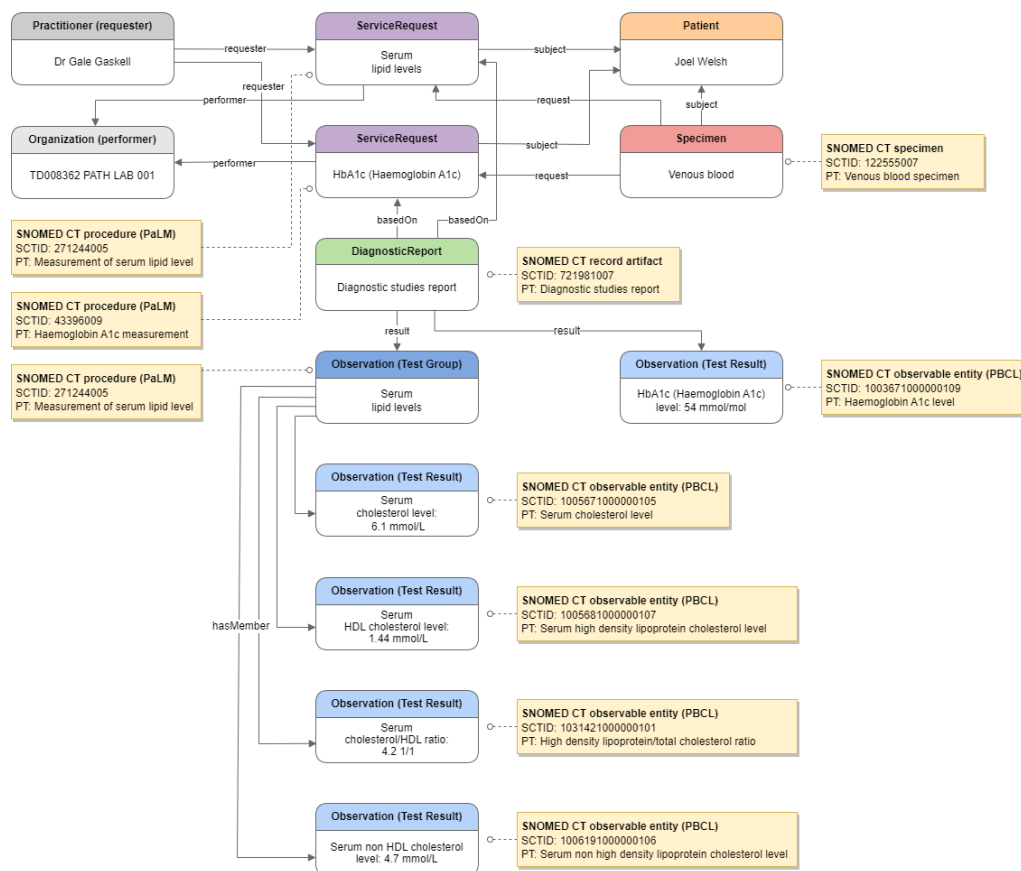 Practitioner (requester)
Dr Gale Gaskell
ServiceRequest
Serum
lipid levels
Patient
Joel Welsh
requester
subject
requester
performer
request
subject
Organization (performer)
TD008362 PATH LAB 001
ServiceRequest
HbA1c (Haemoglobin A1c)
Specimen
Venous blood
performer
subject
request
SNOMED CT specimen
SCTID: 122555007
PT: Venous blood specimen
basedOn
basedOn
SNOMED CT procedure (PaLM)
SCTID: 271244005
PT: Measurement of serum lipid level
DiagnosticReport
Diagnostic studies report
SNOMED CT record artifact
SCTID: 721981007
PT: Diagnostic studies report
SNOMED CT procedure (PaLM)
SCTID: 43396009
PT: Haemoglobin A1c measurement
result
result
SNOMED CT procedure (PaLM)
SCTID: 271244005
PT: Measurement of serum lipid level
Observation (Test Group)
Serum
lipid levels
Observation (Test Result)
HbA1c (Haemoglobin A1c)
level: 54 mmol/mol
SNOMED CT observable entity (PBCL)
SCTID: 1003671000000109
PT: Haemoglobin A1c level
Observation (Test Result)
Serum
cholesterol level:
6.1 mmol/L
SNOMED CT observable entity (PBCL)
SCTID: 1005671000000105
PT: Serum cholesterol level
Observation (Test Result)
Serum
HDL cholesterol level:
1.44 mmol/L
SNOMED CT observable entity (PBCL)
SCTID: 1005681000000107
PT: Serum high density lipoprotein cholesterol level
hasMember
Observation (Test Result)
Serum
cholesterol/HDL ratio:
4.2 1/1
SNOMED CT observable entity (PBCL)
SCTID: 1031421000000101
PT: High density lipoprotein/total cholesterol ratio
Observation (Test Result)
Serum non HDL cholesterol
level: 4.7 mmol/L
SNOMED CT observable entity (PBCL)
SCTID: 1006191000000106
PT: Serum non high density lipoprotein cholesterol level